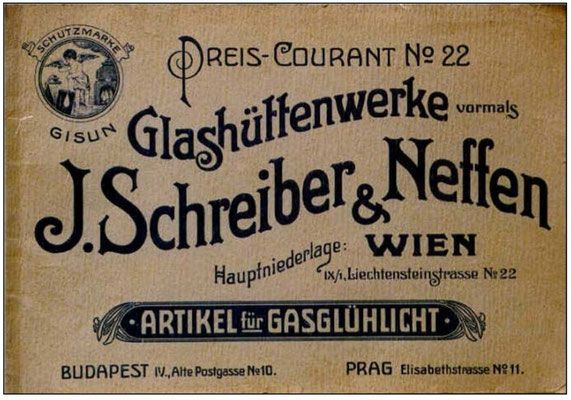 SCHUTZMARKE
GISUN
PREIS-COURANT No 22
Glashüttenwerke vormals
J. Schreiber & Neffen
Hauptniederlage: WIEN
IX/1, Liechtensteinstrasse No 22
ARTIKEL für GASGLÜHLICHT
BUDAPEST IV., Alte Postgasse No 10.
PRAG Elisabethstrasse No 11.